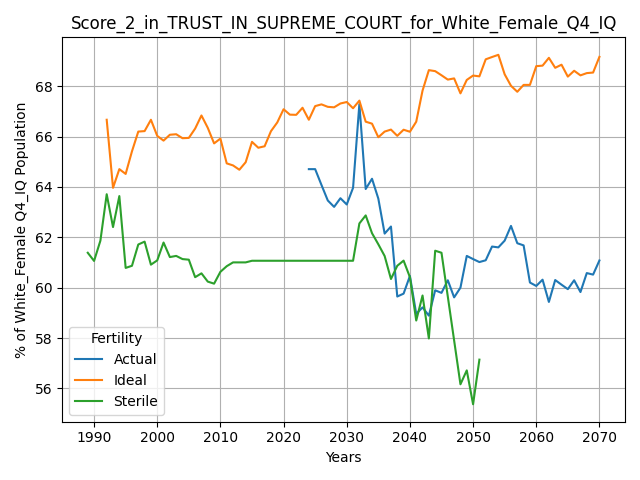 Score_2_in_TRUST_IN_SUPREME_COURT_for_White_Female_Q4_IQ
% of White_Female Q4_IQ Population
68
66
64
62
60
58
56
Fertility
Actual
Ideal
Sterile
1990 2000 2010 2020 2030 2040 2050 2060 2070
Years